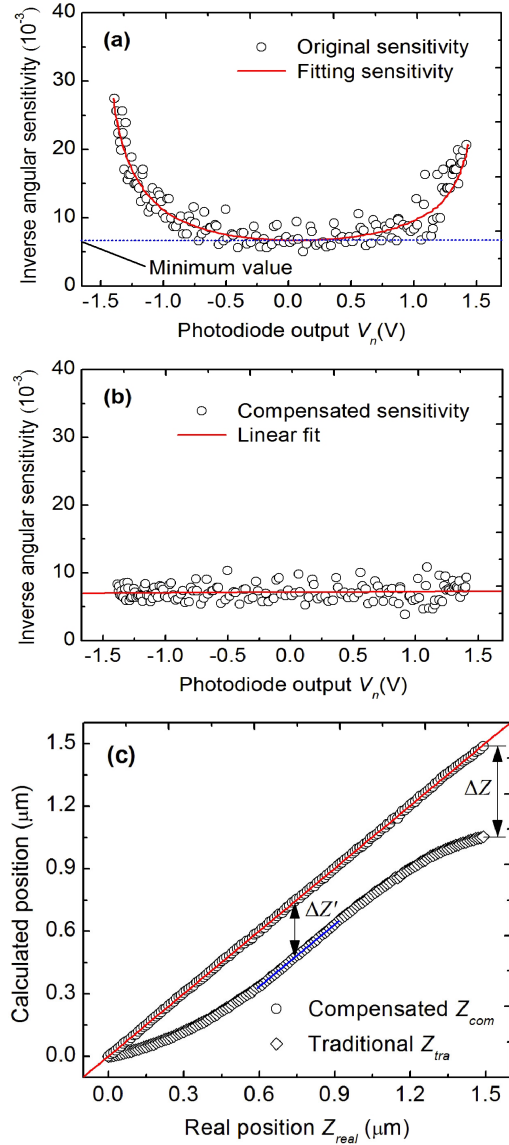 40
(a)
Original sensitivity
Fitting sensitivity
30
20
10
Minimum value
0
-1.5 -1.0 -0.5 0.0 0.5 1.0 1.5
Inverse angular sensitivity (10⁻³)
Photodiode output Vₙ(V)
40
(b)
Compensated sensitivity
Linear fit
30
20
10
0
-1.5 -1.0 -0.5 0.0 0.5 1.0 1.5
Inverse angular sensitivity (10⁻³)
Photodiode output Vₙ(V)
(c)
1.5
1.2
0.9
0.6
0.3
0.0
ΔZ
ΔZ'
Compensated Z_com
Traditional Z_tra
0.0 0.3 0.6 0.9 1.2 1.5
Calculated position (μm)
Real position Z_real (μm)